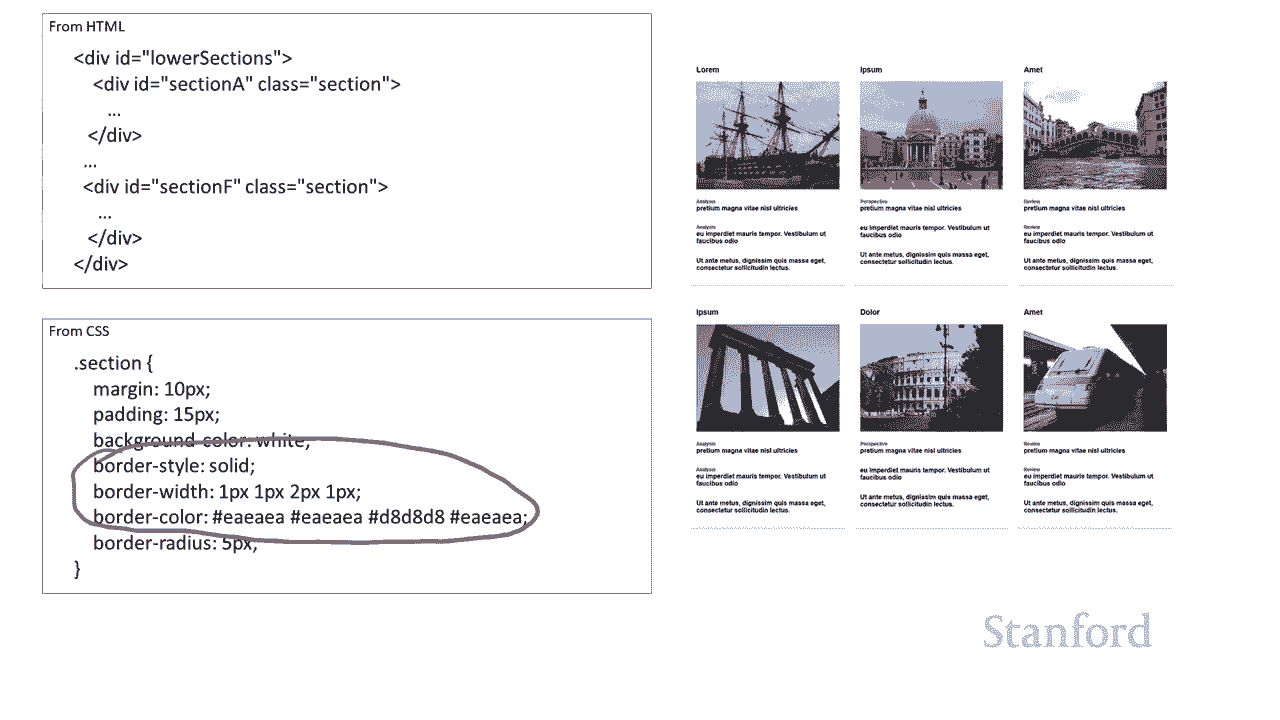 From HTML
<div id="lowerSections">
<div id="sectionA" class="section">
...
</div>
...
<div id="sectionF" class="section">
...
</div>
</div>
From CSS
.section {
margin: 10px;
padding: 15px;
background-color: white;
border-style: solid;
border-width: 1px 1px 2px 1px;
border-color: #eaeaea #eaeaea #d8d8d8 #eaeaea;
border-radius: 5px;
}
Lorem
Analysis
pretium magna vitae nisl ultricies
Analysis
eu imperdiet mauris tempor. Vestibulum ut
faucibus odio
Ut ante metus, dignissim quis massa eget,
consectetur sollicitudin lectus.
Ipsum
Perspective
pretium magna vitae nisl ultricies
eu imperdiet mauris tempor. Vestibulum ut
faucibus odio
Ut ante metus, dignissim quis massa eget,
consectetur sollicitudin lectus.
Amet
Review
pretium magna vitae nisl ultricies
Review
eu imperdiet mauris tempor. Vestibulum ut
faucibus odio
Ut ante metus, dignissim quis massa eget,
consectetur sollicitudin lectus.
Ipsum
Analysis
pretium magna vitae nisl ultricies
Analysis
eu imperdiet mauris tempor. Vestibulum ut
faucibus odio
Ut ante metus, dignissim quis massa eget,
consectetur sollicitudin lectus.
Dolor
Perspective
pretium magna vitae nisl ultricies
eu imperdiet mauris tempor. Vestibulum ut
faucibus odio
Ut ante metus, dignissim quis massa eget,
consectetur sollicitudin lectus.
Amet
Review
pretium magna vitae nisl ultricies
Review
eu imperdiet mauris tempor. Vestibulum ut
faucibus odio
Ut ante metus, dignissim quis massa eget,
consectetur sollicitudin lectus.
Stanford